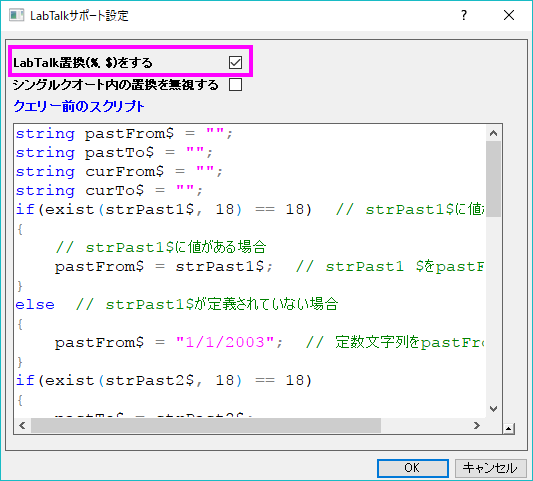 LabTalkサポート設定
LabTalk置換(%, $)をする
シングルクオート内の置換を無視する
クエリー前のスクリプト
string pastFrom$ = "";
string pastTo$ = "";
string curFrom$ = "";
string curTo$ = "";
if(exist(strPast1$, 18) == 18)  // strPast1$に値が
{
    // strPast1$に値がある場合
    pastFrom$ = strPast1$;  // strPast1 $をpastF
}
else  // strPast1$が定義されていない場合
{
    pastFrom$ = "1/1/2003";  // 定数文字列をpastFro
}
if(exist(strPast2$, 18) == 18)
{
    pastTo$ = strPast2$;
OK キャンセル